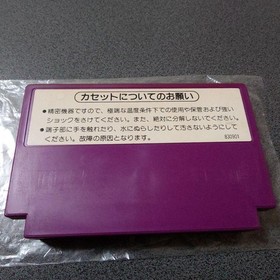 カセットについてのお願い
●精密機器ですので、極端な温度条件下での使用や保管および強い
ショックをさけてください。また、絶対に分解しないでください。
●端子部に手を触れたり、水にぬらしたりして汚さないようにして
ください。故障の原因となります。